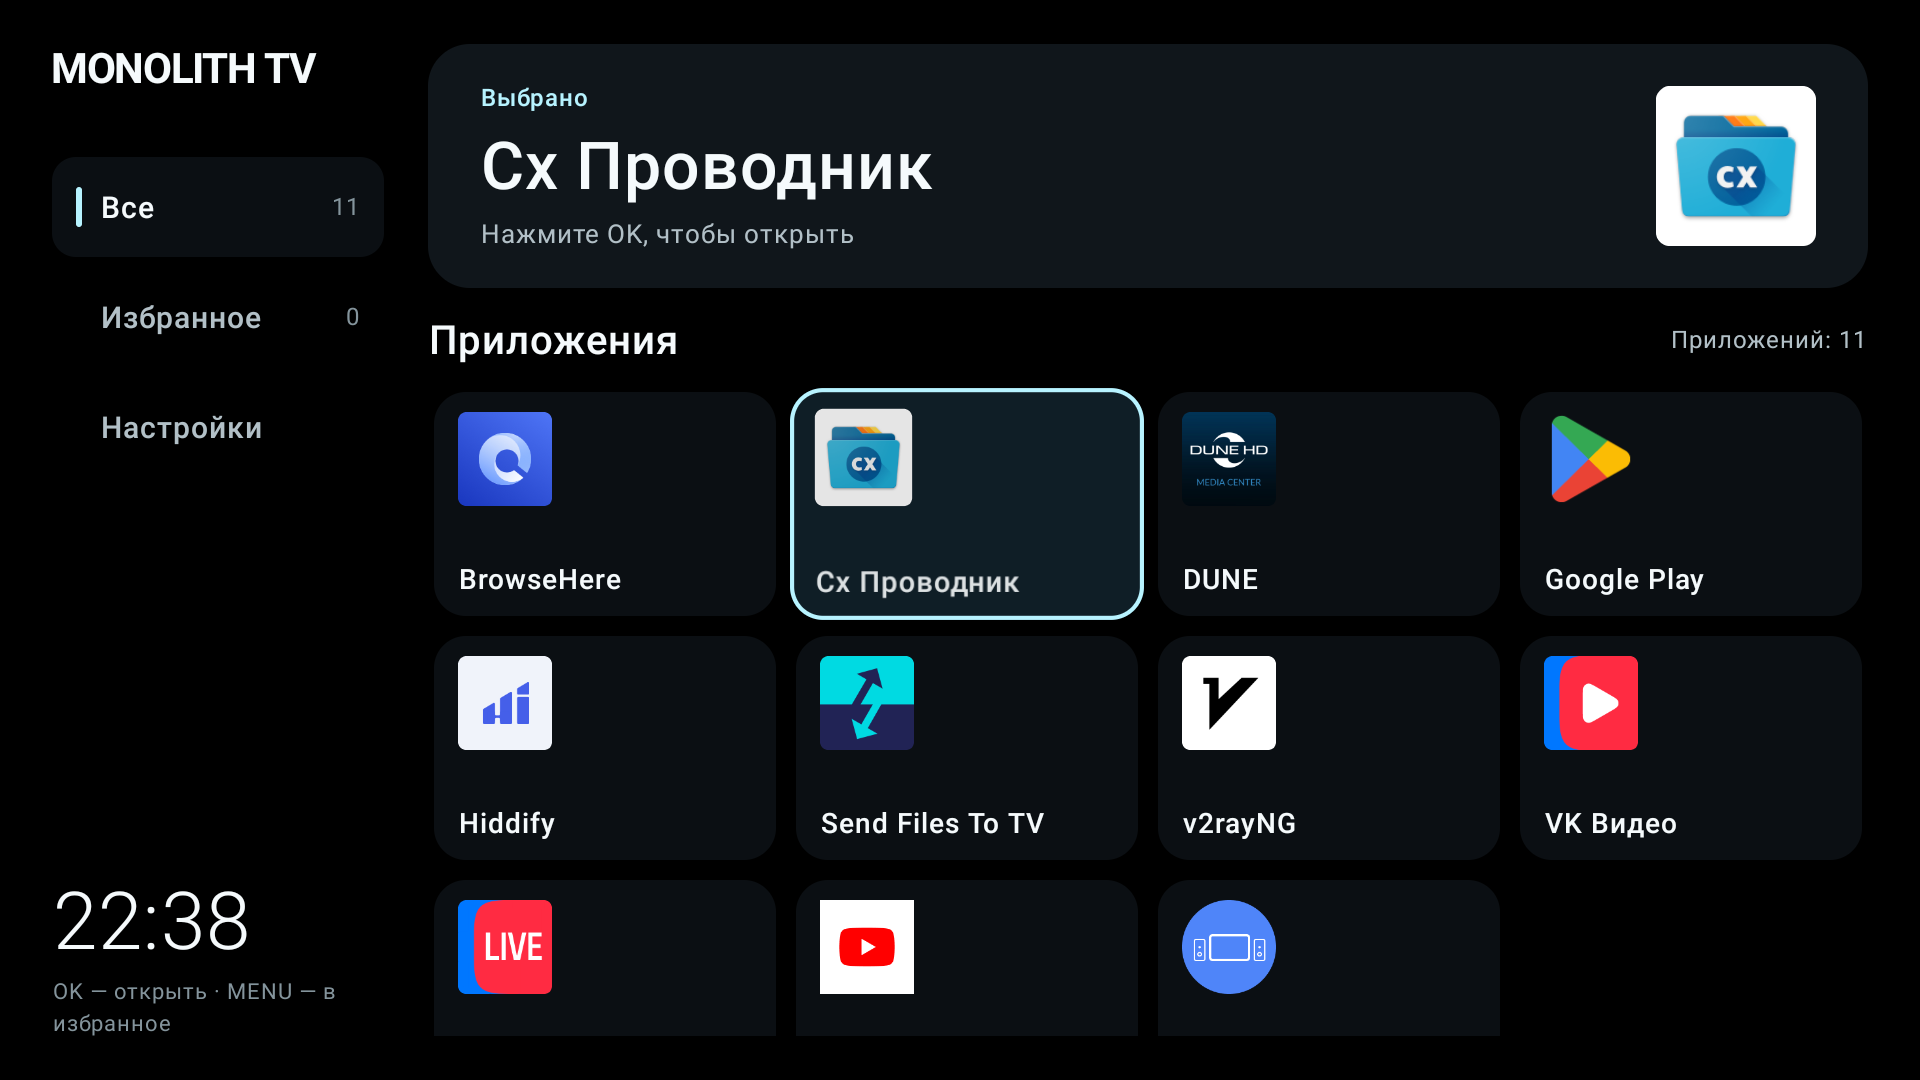 MONOLITH TV
Все 11
Избранное 0
Настройки
22:38
OK — открыть · MENU — в
избранное
Выбрано
Cx Проводник
Нажмите OK, чтобы открыть
CX
Приложения
Приложений: 11
BrowseHere
CX
Cx Проводник
DUNE HD
MEDIA CENTER
DUNE
Google Play
Hiddify
Send Files To TV
v2rayNG
VK Видео
LIVE